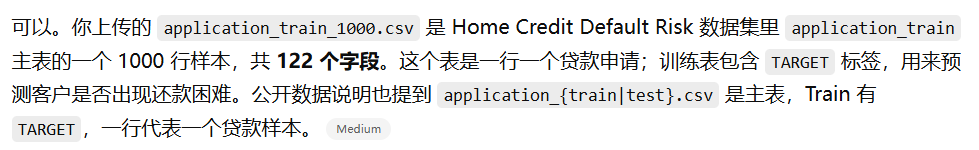 可以。你上传的 application_train_1000.csv 是 Home Credit Default Risk 数据集里 application_train
主表的一个 1000 行样本，共 122 个字段。这个表是一行一个贷款申请；训练表包含 TARGET 标签，用来预
测客户是否出现还款困难。公开数据说明也提到 application_{train|test}.csv 是主表，Train 有
TARGET，一行代表一个贷款样本。 Medium